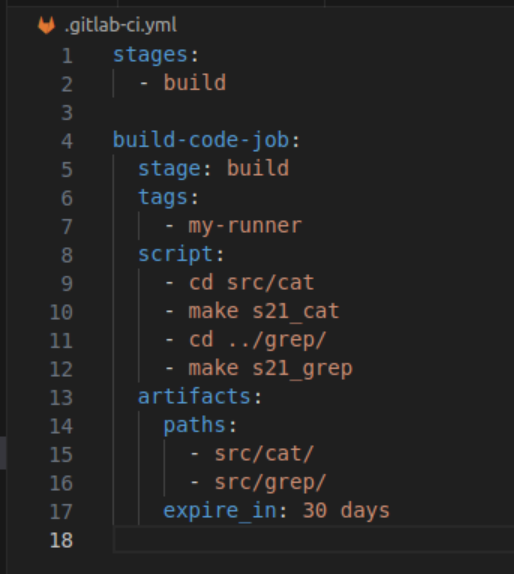 .gitlab-ci.yml
1 stages:
2   - build
3
4 build-code-job:
5   stage: build
6   tags:
7     - my-runner
8   script:
9     - cd src/cat
10     - make s21_cat
11     - cd ../grep/
12     - make s21_grep
13   artifacts:
14     paths:
15       - src/cat/
16       - src/grep/
17     expire_in: 30 days
18